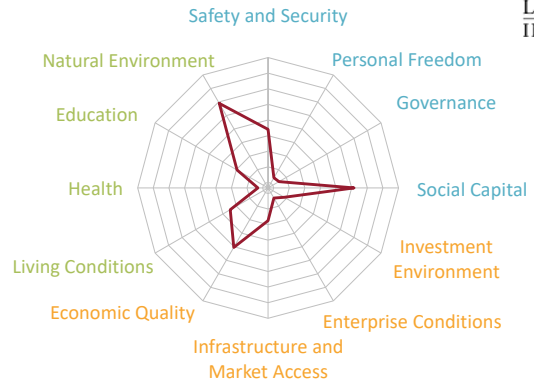 Safety and Security
Natural Environment
Personal Freedom
Education
Governance
Health
Social Capital
Living Conditions
Investment
Environment
Economic Quality
Enterprise Conditions
Infrastructure and
Market Access